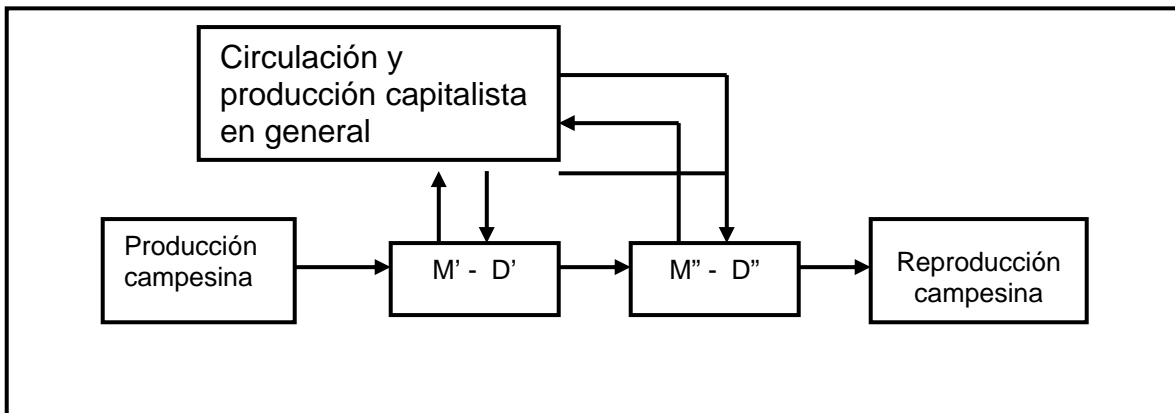 Circulación y
producción capitalista
en general
Producción
campesina
M’ - D’
M” - D”
Reproducción
campesina